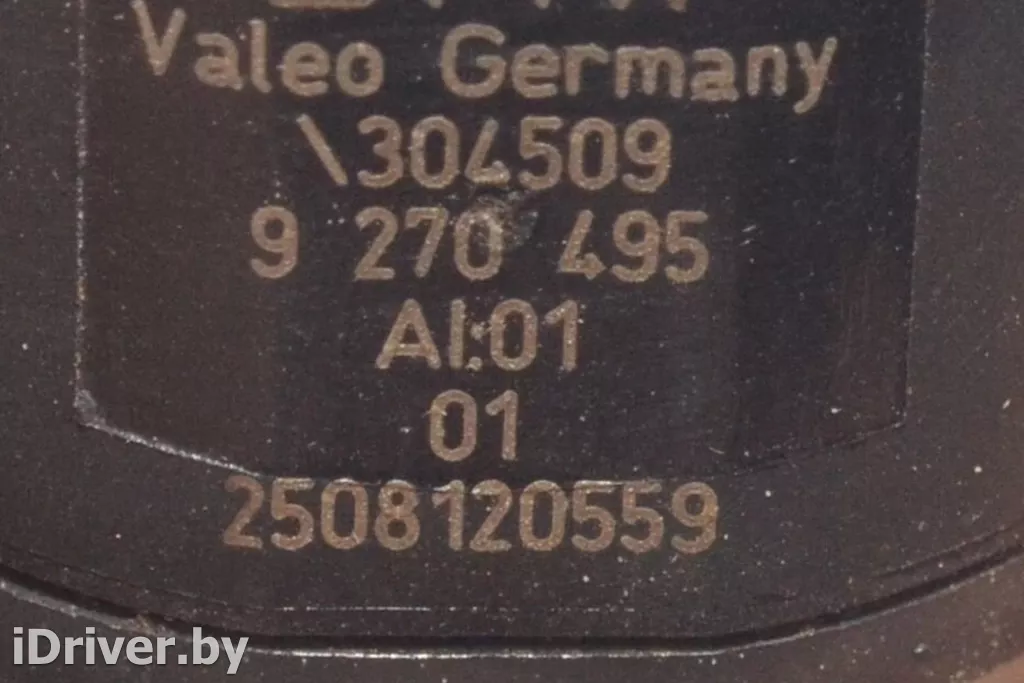 Valeo Germany
\304509
9 270 495
AI:01
01
2508120559
iDriver.by